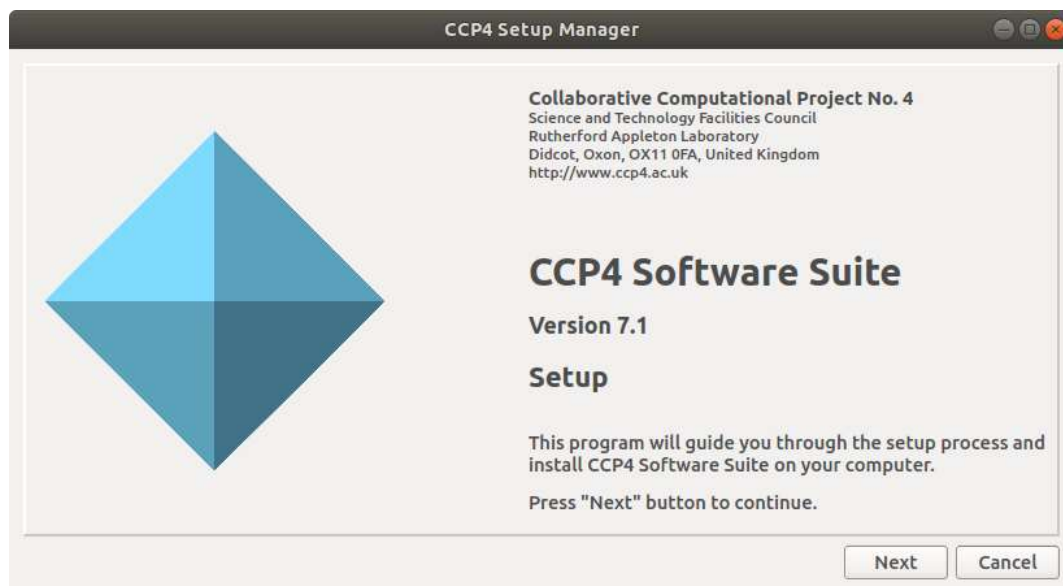 CCP4 Setup Manager
Collaborative Computational Project No. 4
Science and Technology Facilities Council
Rutherford Appleton Laboratory
Didcot, Oxon, OX11 0FA, United Kingdom
http://www.ccp4.ac.uk
CCP4 Software Suite
Version 7.1
Setup
This program will guide you through the setup process and
install CCP4 Software Suite on your computer.
Press "Next" button to continue.
Next
Cancel